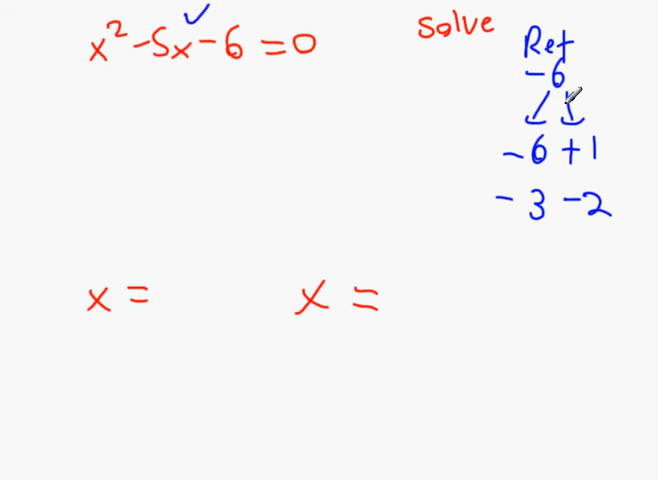 x² -5x - 6 = 0
solve
Ref
-6
-6 +1
-3 -2
x =
x =